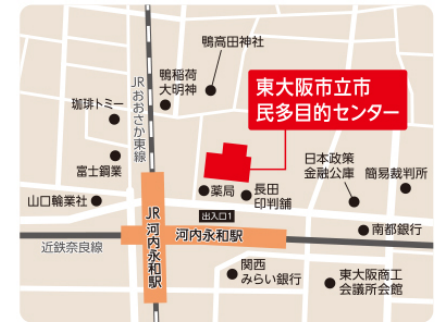 鴨高田神社
鴨稲荷
大明神
東大阪市立市
民多目的センター
JRおおさか東線
珈琲トミー
富士鋼業
日本政策
金融公庫
簡易裁判所
山口輪業社
薬局
長田
印判舗
出入口1
JR河内永和駅
河内永和駅
南都銀行
近鉄奈良線
関西
みらい銀行
東大阪商工
会議所会館